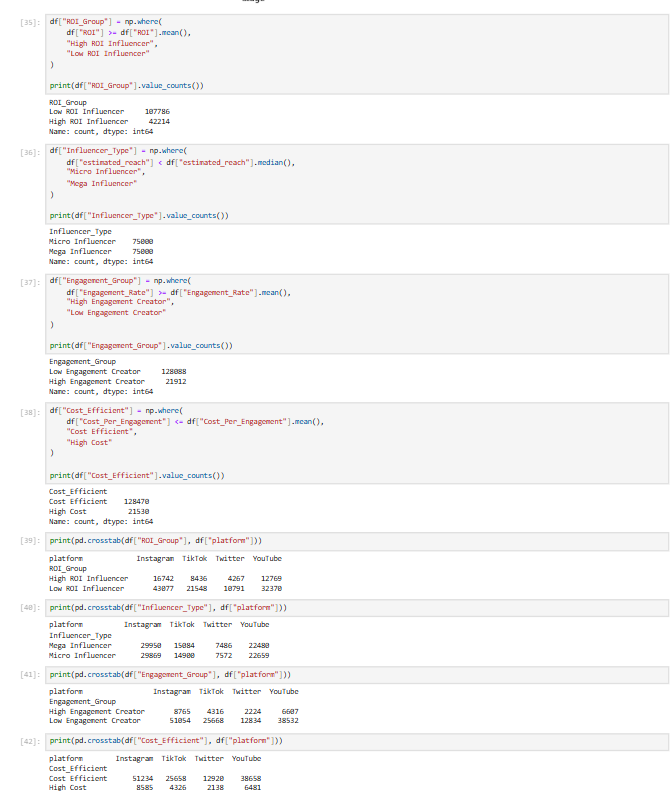 [35]:
df["ROI_Group"] = np.where(
    df["ROI"] >= df["ROI"].mean(),
    "High ROI Influencer",
    "Low ROI Influencer"
)
print(df["ROI_Group"].value_counts())
ROI_Group
Low ROI Influencer     107786
High ROI Influencer     42214
Name: count, dtype: int64
[36]:
df["Influencer_Type"] = np.where(
    df["estimated_reach"] < df["estimated_reach"].median(),
    "Micro Influencer",
    "Mega Influencer"
)
print(df["Influencer_Type"].value_counts())
Influencer_Type
Micro Influencer    75000
Mega Influencer     75000
Name: count, dtype: int64
[37]:
df["Engagement_Group"] = np.where(
    df["Engagement_Rate"] >= df["Engagement_Rate"].mean(),
    "High Engagement Creator",
    "Low Engagement Creator"
)
print(df["Engagement_Group"].value_counts())
Engagement_Group
Low Engagement Creator     128088
High Engagement Creator     21912
Name: count, dtype: int64
[38]:
df["Cost_Efficient"] = np.where(
    df["Cost_Per_Engagement"] <= df["Cost_Per_Engagement"].mean(),
    "Cost Efficient",
    "High Cost"
)
print(df["Cost_Efficient"].value_counts())
Cost_Efficient
Cost Efficient    128470
High Cost          21530
Name: count, dtype: int64
[39]:
print(pd.crosstab(df["ROI_Group"], df["platform"]))
platform             Instagram  TikTok  Twitter  YouTube
ROI_Group
High ROI Influencer      16742    8436     4267    12769
Low ROI Influencer       43077   21548    10791    32370
[40]:
print(pd.crosstab(df["Influencer_Type"], df["platform"]))
platform          Instagram  TikTok  Twitter  YouTube
Influencer_Type
Mega Influencer       29950   15084     7486    22480
Micro Influencer      29869   14900     7572    22659
[41]:
print(pd.crosstab(df["Engagement_Group"], df["platform"]))
platform                 Instagram  TikTok  Twitter  YouTube
Engagement_Group
High Engagement Creator       8765    4316     2224     6607
Low Engagement Creator       51054   25668    12834    38532
[42]:
print(pd.crosstab(df["Cost_Efficient"], df["platform"]))
platform        Instagram  TikTok  Twitter  YouTube
Cost_Efficient
Cost Efficient      51234   25658    12920    38658
High Cost            8585    4326     2138     6481